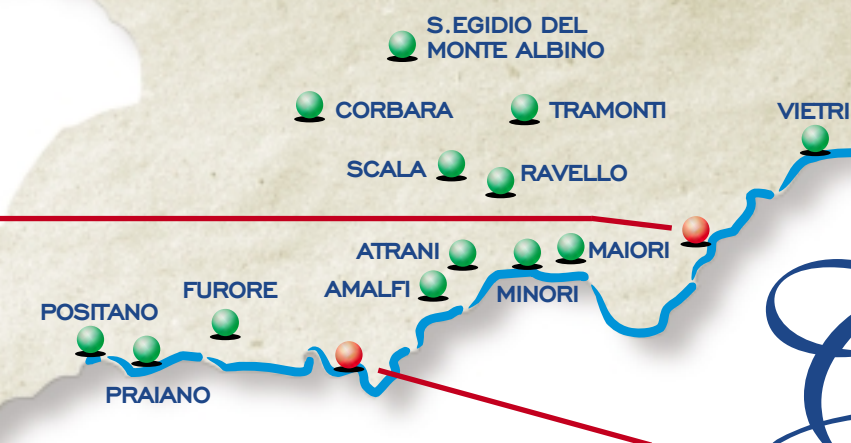 S.EGIDIO DEL
MONTE ALBINO
CORBARA
TRAMONTI
VIETRI
SCALA
RAVELLO
ATRANI
MAIORI
AMALFI
MINORI
FURORE
POSITANO
PRAIANO